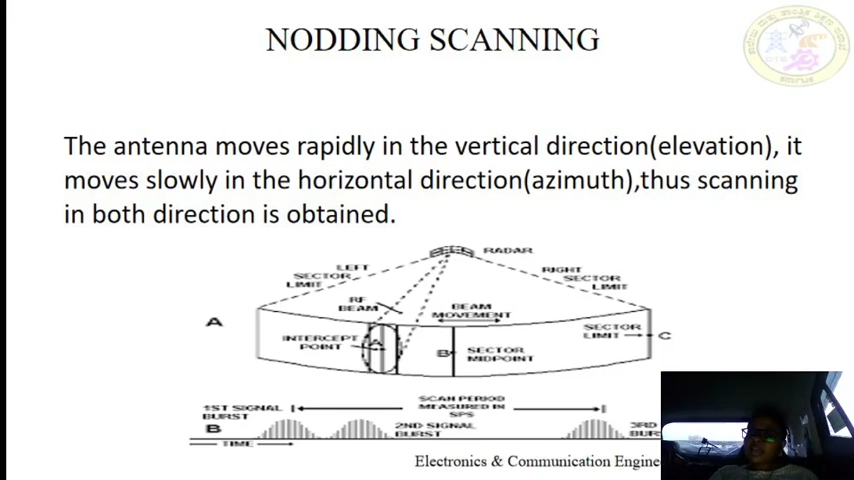 NODDING SCANNING
The antenna moves rapidly in the vertical direction(elevation), it
moves slowly in the horizontal direction(azimuth),thus scanning
in both direction is obtained.
RADAR
LEFT
SECTOR
LIMIT
RIGHT
SECTOR
LIMIT
RF
BEAM
BEAM
MOVEMENT
A
INTERCEPT
POINT
A
B
SECTOR
MIDPOINT
SECTOR
LIMIT
C
1ST SIGNAL
BURST
SCAN PERIOD
MEASURED IN
SPS
B
2ND SIGNAL
BURST
3RD
BUR
TIME
Electronics & Communication Engine